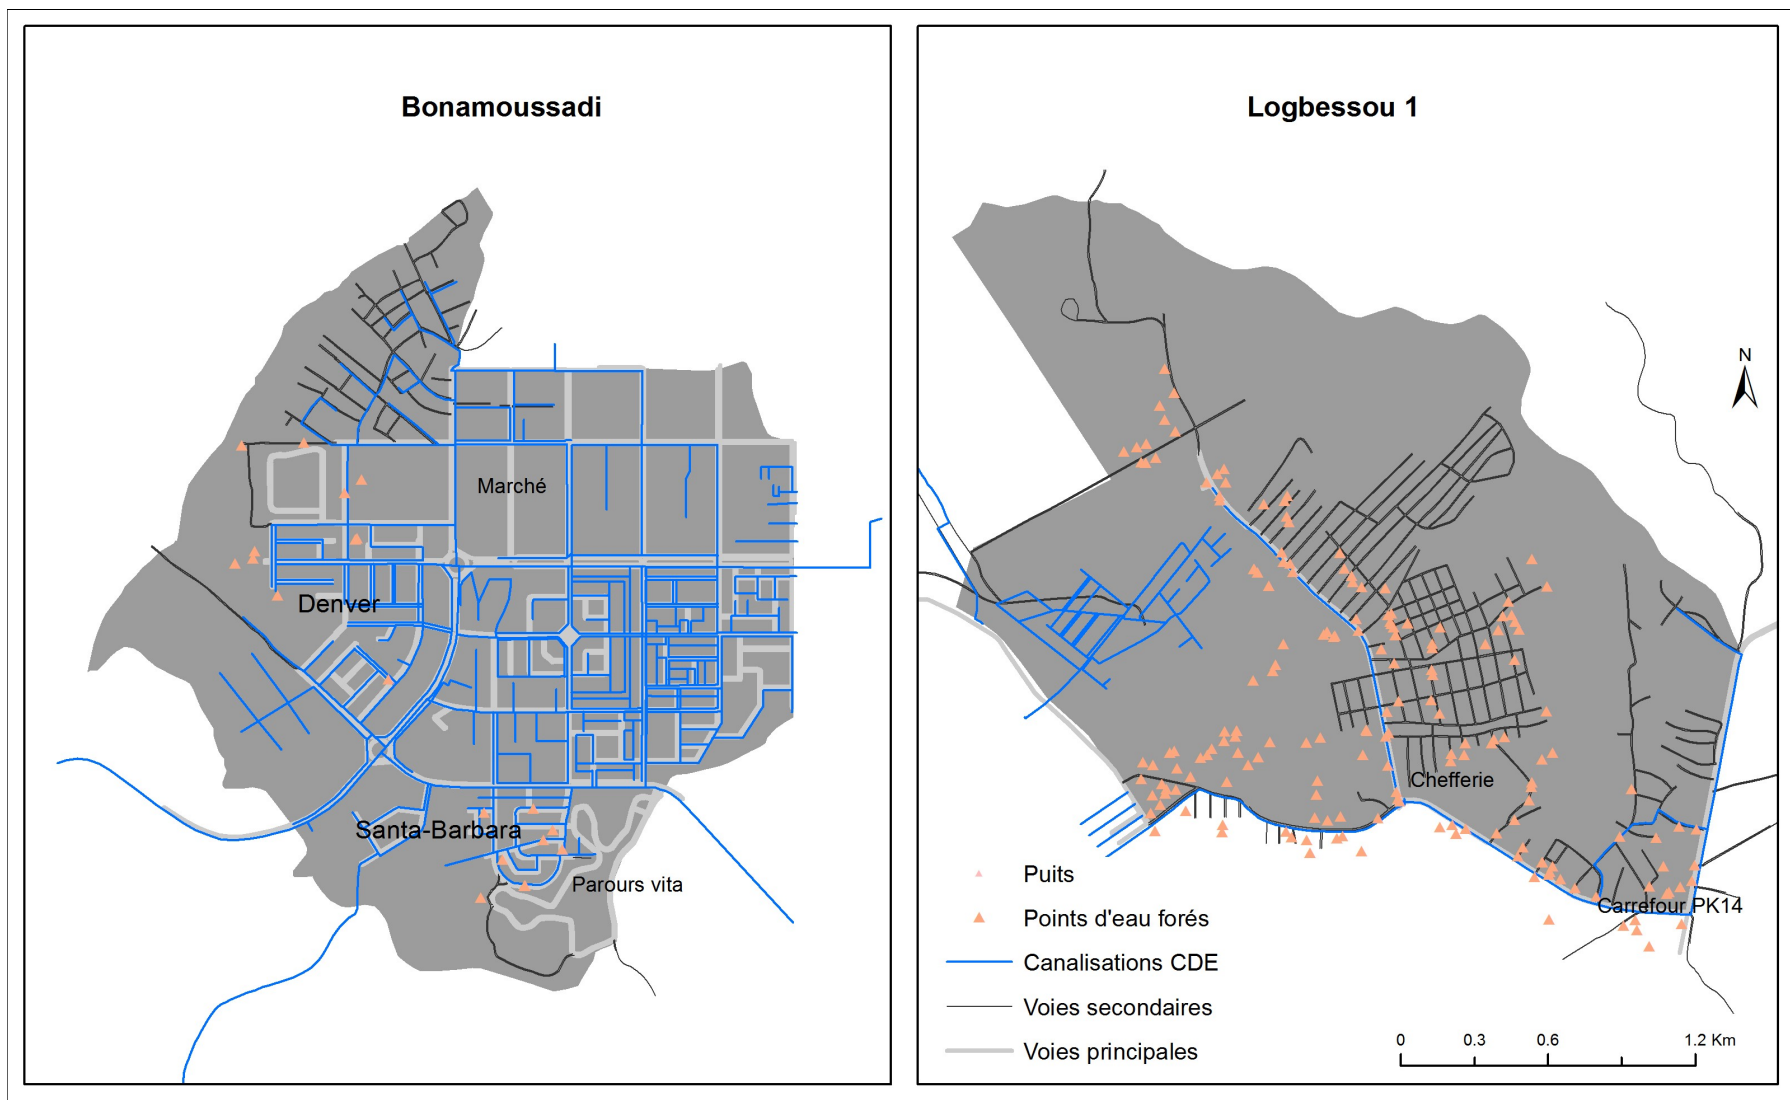 Bonamoussadi
Marché
Denver
Santa-Barbara
Parours vita
Logbessou 1
N
Chefferie
Carrefour PK14
Puits
Points d'eau forés
Canalisations CDE
Voies secondaires
Voies principales
0 0.3 0.6 1.2 Km